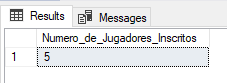 Results Messages
Numero_de_Jugadores_Inscritos
1 5